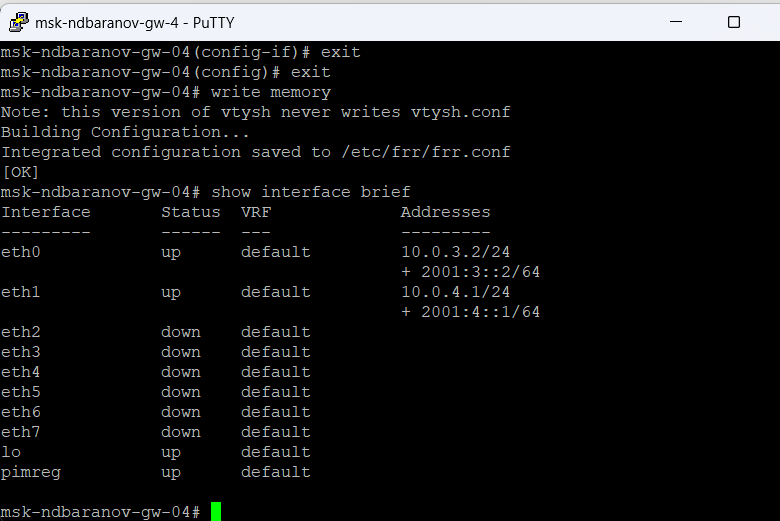 msk-ndbaranov-gw-4 - PuTTY
msk-ndbaranov-gw-04(config-if)# exit
msk-ndbaranov-gw-04(config)# exit
msk-ndbaranov-gw-04# write memory
Note: this version of vtysh never writes vtysh.conf
Building Configuration...
Integrated configuration saved to /etc/frr/frr.conf
[OK]
msk-ndbaranov-gw-04# show interface brief
Interface       Status  VRF             Addresses
---------       ------  ---             ---------
eth0            up      default         10.0.3.2/24
                                        + 2001:3::2/64
eth1            up      default         10.0.4.1/24
                                        + 2001:4::1/64
eth2            down    default
eth3            down    default
eth4            down    default
eth5            down    default
eth6            down    default
eth7            down    default
lo              up      default
pimreg          up      default
msk-ndbaranov-gw-04#